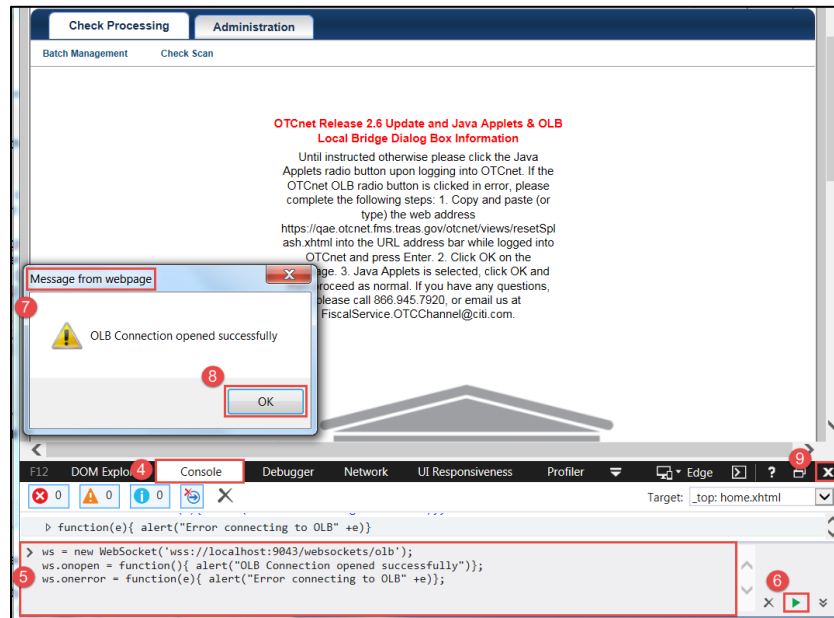 Check Processing Administration
Batch Management Check Scan
OTCnet Release 2.6 Update and Java Applets & OLB
Local Bridge Dialog Box Information
Until instructed otherwise please click the Java
Applets radio button upon logging into OTCnet. If the
OTCnet OLB radio button is clicked in error, please
complete the following steps: 1. Copy and paste (or
type) the web address
https://qae.otcnet.fms.treas.gov/otcnet/views/resetSpl
ash.xhtml into the URL address bar while logged into
OTCnet and press Enter. 2. Click OK on the
age. 3. Java Applets is selected, click OK and
roceed as normal. If you have any questions,
lease call 866.945.7920, or email us at
FiscalService.OTCChannel@citi.com.
Message from webpage
X
7
OLB Connection opened successfully
8
OK
9
F12 DOM Explo 4 Console Debugger Network UI Responsiveness Profiler Edge ? X
0 0 0 Target: _top: home.xhtml
function(e){ alert("Error connecting to OLB" +e)}
5
ws = new WebSocket('wss://localhost:9043/websockets/olb');
ws.onopen = function(){ alert("OLB Connection opened successfully")};
ws.onerror = function(e){ alert("Error connecting to OLB" +e)};
6